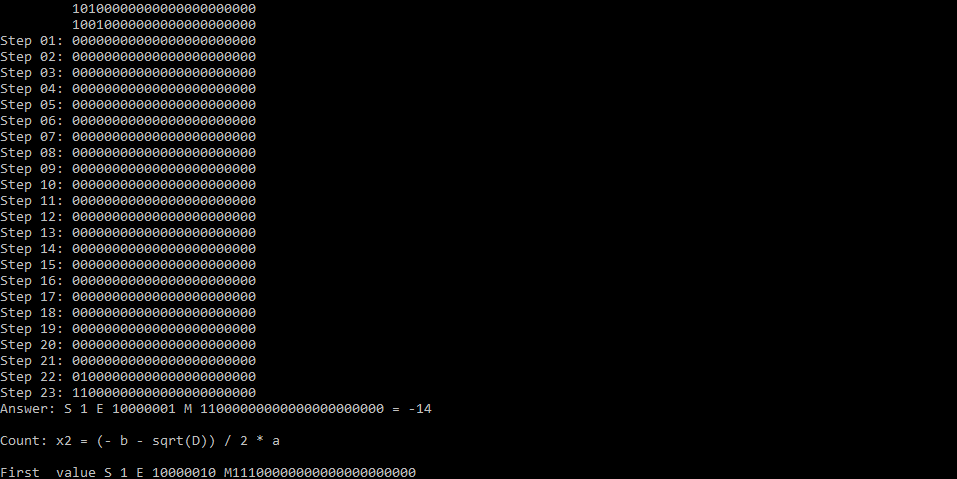 10100000000000000000000
10010000000000000000000
Step 01: 00000000000000000000000
Step 02: 00000000000000000000000
Step 03: 00000000000000000000000
Step 04: 00000000000000000000000
Step 05: 00000000000000000000000
Step 06: 00000000000000000000000
Step 07: 00000000000000000000000
Step 08: 00000000000000000000000
Step 09: 00000000000000000000000
Step 10: 00000000000000000000000
Step 11: 00000000000000000000000
Step 12: 00000000000000000000000
Step 13: 00000000000000000000000
Step 14: 00000000000000000000000
Step 15: 00000000000000000000000
Step 16: 00000000000000000000000
Step 17: 00000000000000000000000
Step 18: 00000000000000000000000
Step 19: 00000000000000000000000
Step 20: 00000000000000000000000
Step 21: 00000000000000000000000
Step 22: 01000000000000000000000
Step 23: 11000000000000000000000
Answer: S 1 E 10000001 M 11000000000000000000000 = -14
Count: x2 = (- b - sqrt(D)) / 2 * a
First  value S 1 E 10000010 M11100000000000000000000